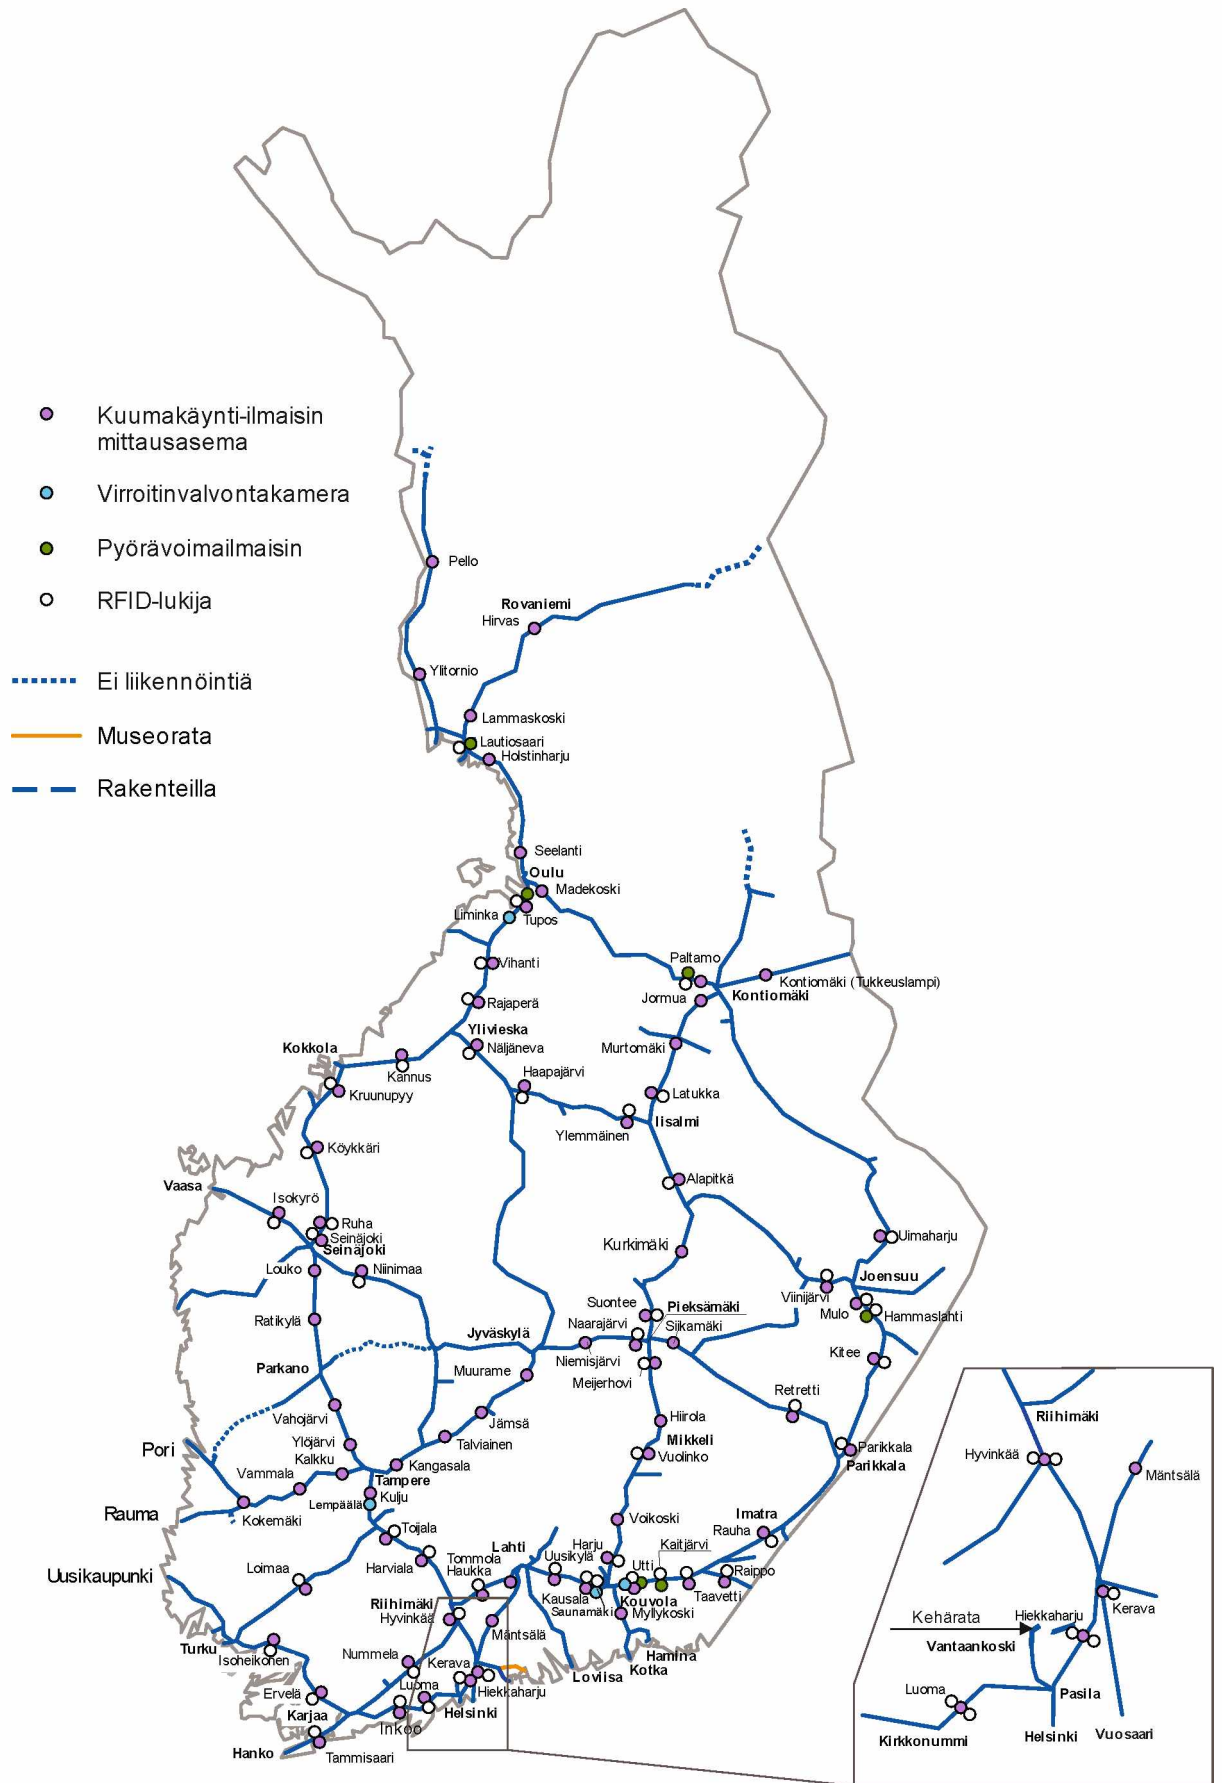 Kuumakäynti-ilmaisin
mittausasema
Virroitinvalvontakamera
Pyörävoimailmaisin
RFID-lukija
Ei liikennöintiä
Museorata
Rakenteilla
Pello
Rovaniemi
Hirvas
Ylitornio
Lammaskoski
Lautiosaari
Holstinharju
Seelanti
Oulu
Madekoski
Liminka
Tupos
Vihanti
Paltamo
Kontiomäki (Tukkeuslampi)
Jormua
Kontiomäki
Rajaperä
Ylivieska
Näljäneva
Kokkola
Kannus
Murtomäki
Haapajärvi
Kruunupyy
Latukka
Iisalmi
Ylemmäinen
Köykkäri
Alapitkä
Vaasa
Isokyrö
Ruha
Seinäjoki
Seinäjoki
Uimaharju
Kurkimäki
Louko
Niinimaa
Joensuu
Viinijärvi
Mulo
Hammaslahti
Suontee
Pieksämäki
Naarajärvi
Siikamäki
Ratikylä
Jyväskylä
Niemisjärvi
Kitee
Parkano
Muurame
Meijerhovi
Retretti
Vahojärvi
Jämsä
Hiirola
Pori
Ylöjärvi
Kalkku
Talviainen
Mikkeli
Vuolinko
Parikkala
Parikkala
Vammala
Kangasala
Tampere
Kulju
Lempäälä
Rauma
Kokemäki
Voikoski
Imatra
Rauha
Toijala
Harju
Kaitjärvi
Lahti
Uusikylä
Utti
Harviala
Tommola
Haukka
Raippo
Loimaa
Uusikaupunki
Kausala
Kouvola
Taavetti
Saunamäki
Myllykoski
Riihimäki
Hyvinkää
Mäntsälä
Turku
Isoheikonen
Nummela
Kerava
Hamina
Kotka
Loviisa
Luoma
Hiekkaharju
Ervelä
Karjaa
Helsinki
Inkoo
Hanko
Tammisaari
Riihimäki
Hyvinkää
Mäntsälä
Kerava
Kehärata
Hiekkaharju
Vantaankoski
Luoma
Pasila
Kirkkonummi
Helsinki
Vuosaari